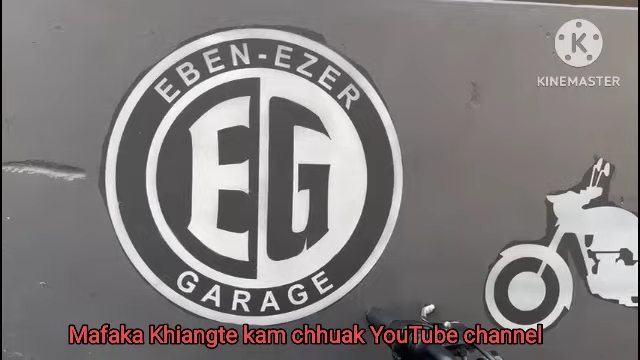 EBEN-EZER
EG
GARAGE
KINEMASTER
Mafaka Khiangte kam chhuak YouTube channel